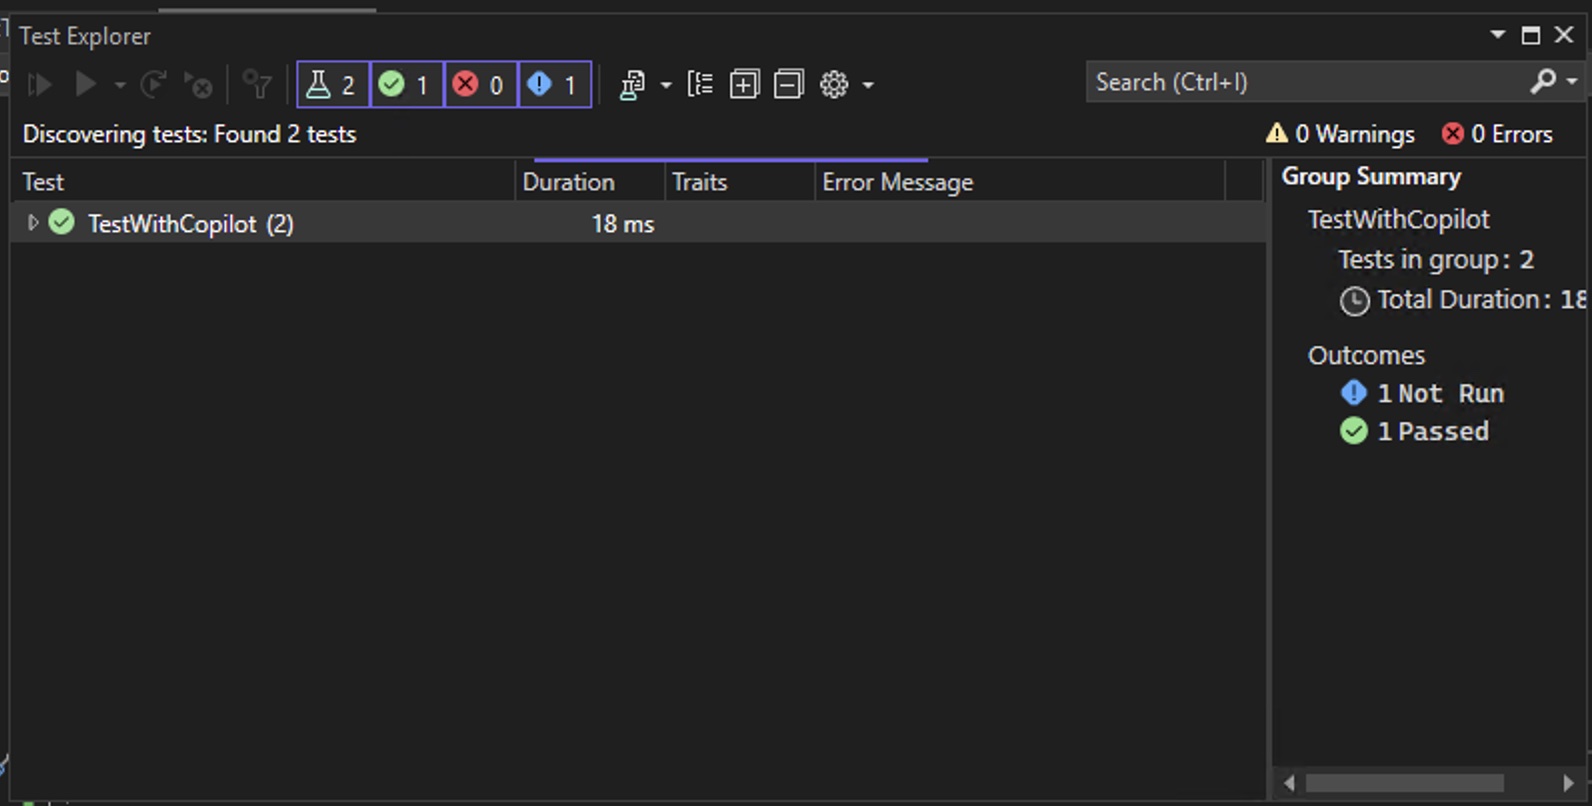 Test Explorer
2 1 0 1
Search (Ctrl+I)
Discovering tests: Found 2 tests
0 Warnings 0 Errors
Test Duration Traits Error Message
TestWithCopilot (2) 18 ms
Group Summary
TestWithCopilot
Tests in group: 2
Total Duration: 18
Outcomes
1 Not Run
1 Passed